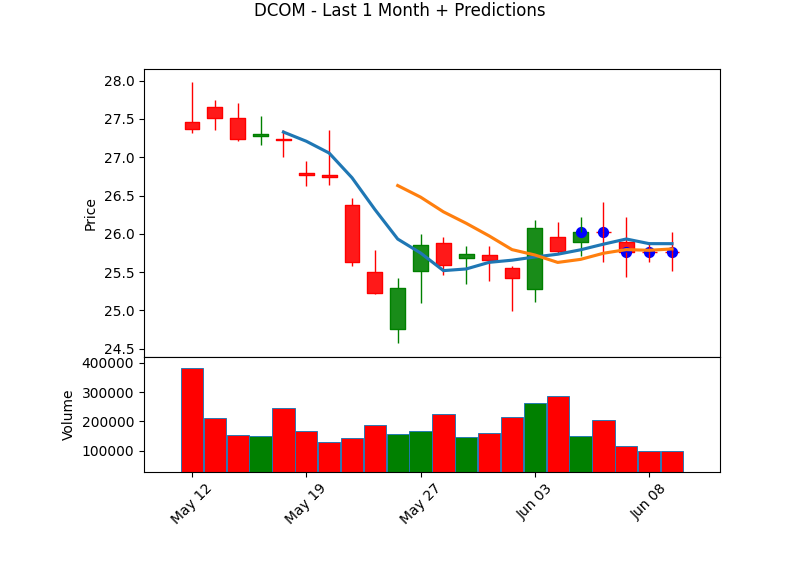 DCOM - Last 1 Month + Predictions
28.0
27.5
27.0
26.5
26.0
25.5
25.0
24.5
Price
400000
300000
200000
100000
Volume
May 12
May 19
May 27
Jun 03
Jun 08